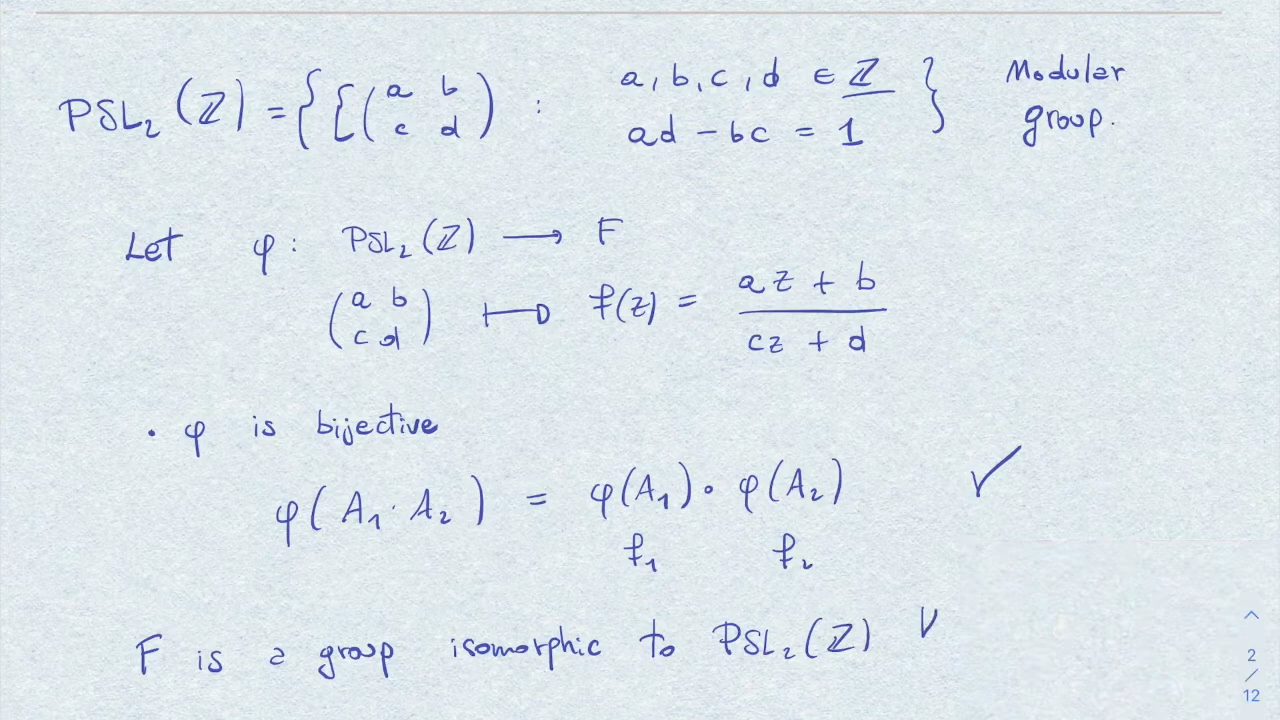 PSL₂(ℤ) = { [ ( a b : a, b, c, d ∈ ℤ } Modular
c d ) ad - bc = 1 group.
Let φ: PSL₂(ℤ) → F
( a b
c d ) ↦ f(z) = az + b
cz + d
• φ is bijective
φ( A₁ · A₂ ) = φ(A₁) ∘ φ(A₂) ✓
f₁ f₂
F is a group isomorphic to PSL₂(ℤ) ✓
2
/
12